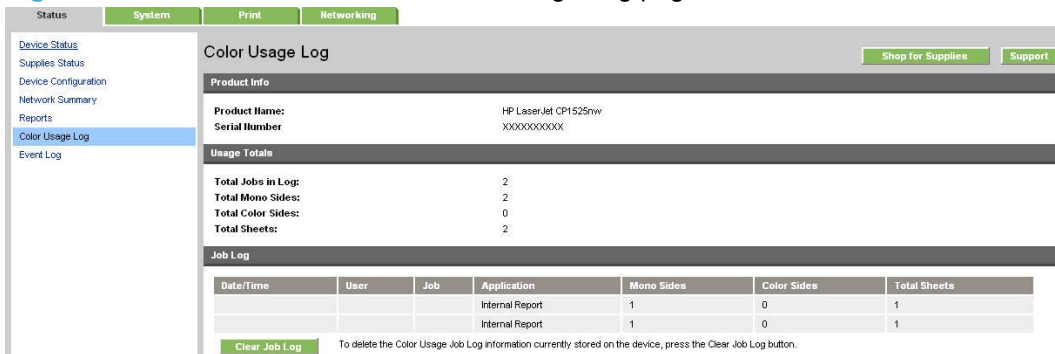 Status System Print Networking
Device Status
Supplies Status
Device Configuration
Network Summary
Reports
Color Usage Log
Event Log
Color Usage Log
Shop for Supplies Support
Product Info
Product Name: HP LaserJet CP1525nw
Serial Number XXXXXXXXXX
Usage Totals
Total Jobs in Log: 2
Total Mono Sides: 2
Total Color Sides: 0
Total Sheets: 2
Job Log
Date/Time User Job Application Mono Sides Color Sides Total Sheets
Internal Report 1 0 1
Internal Report 1 0 1
Clear Job Log To delete the Color Usage Job Log information currently stored on the device, press the Clear Job Log button.